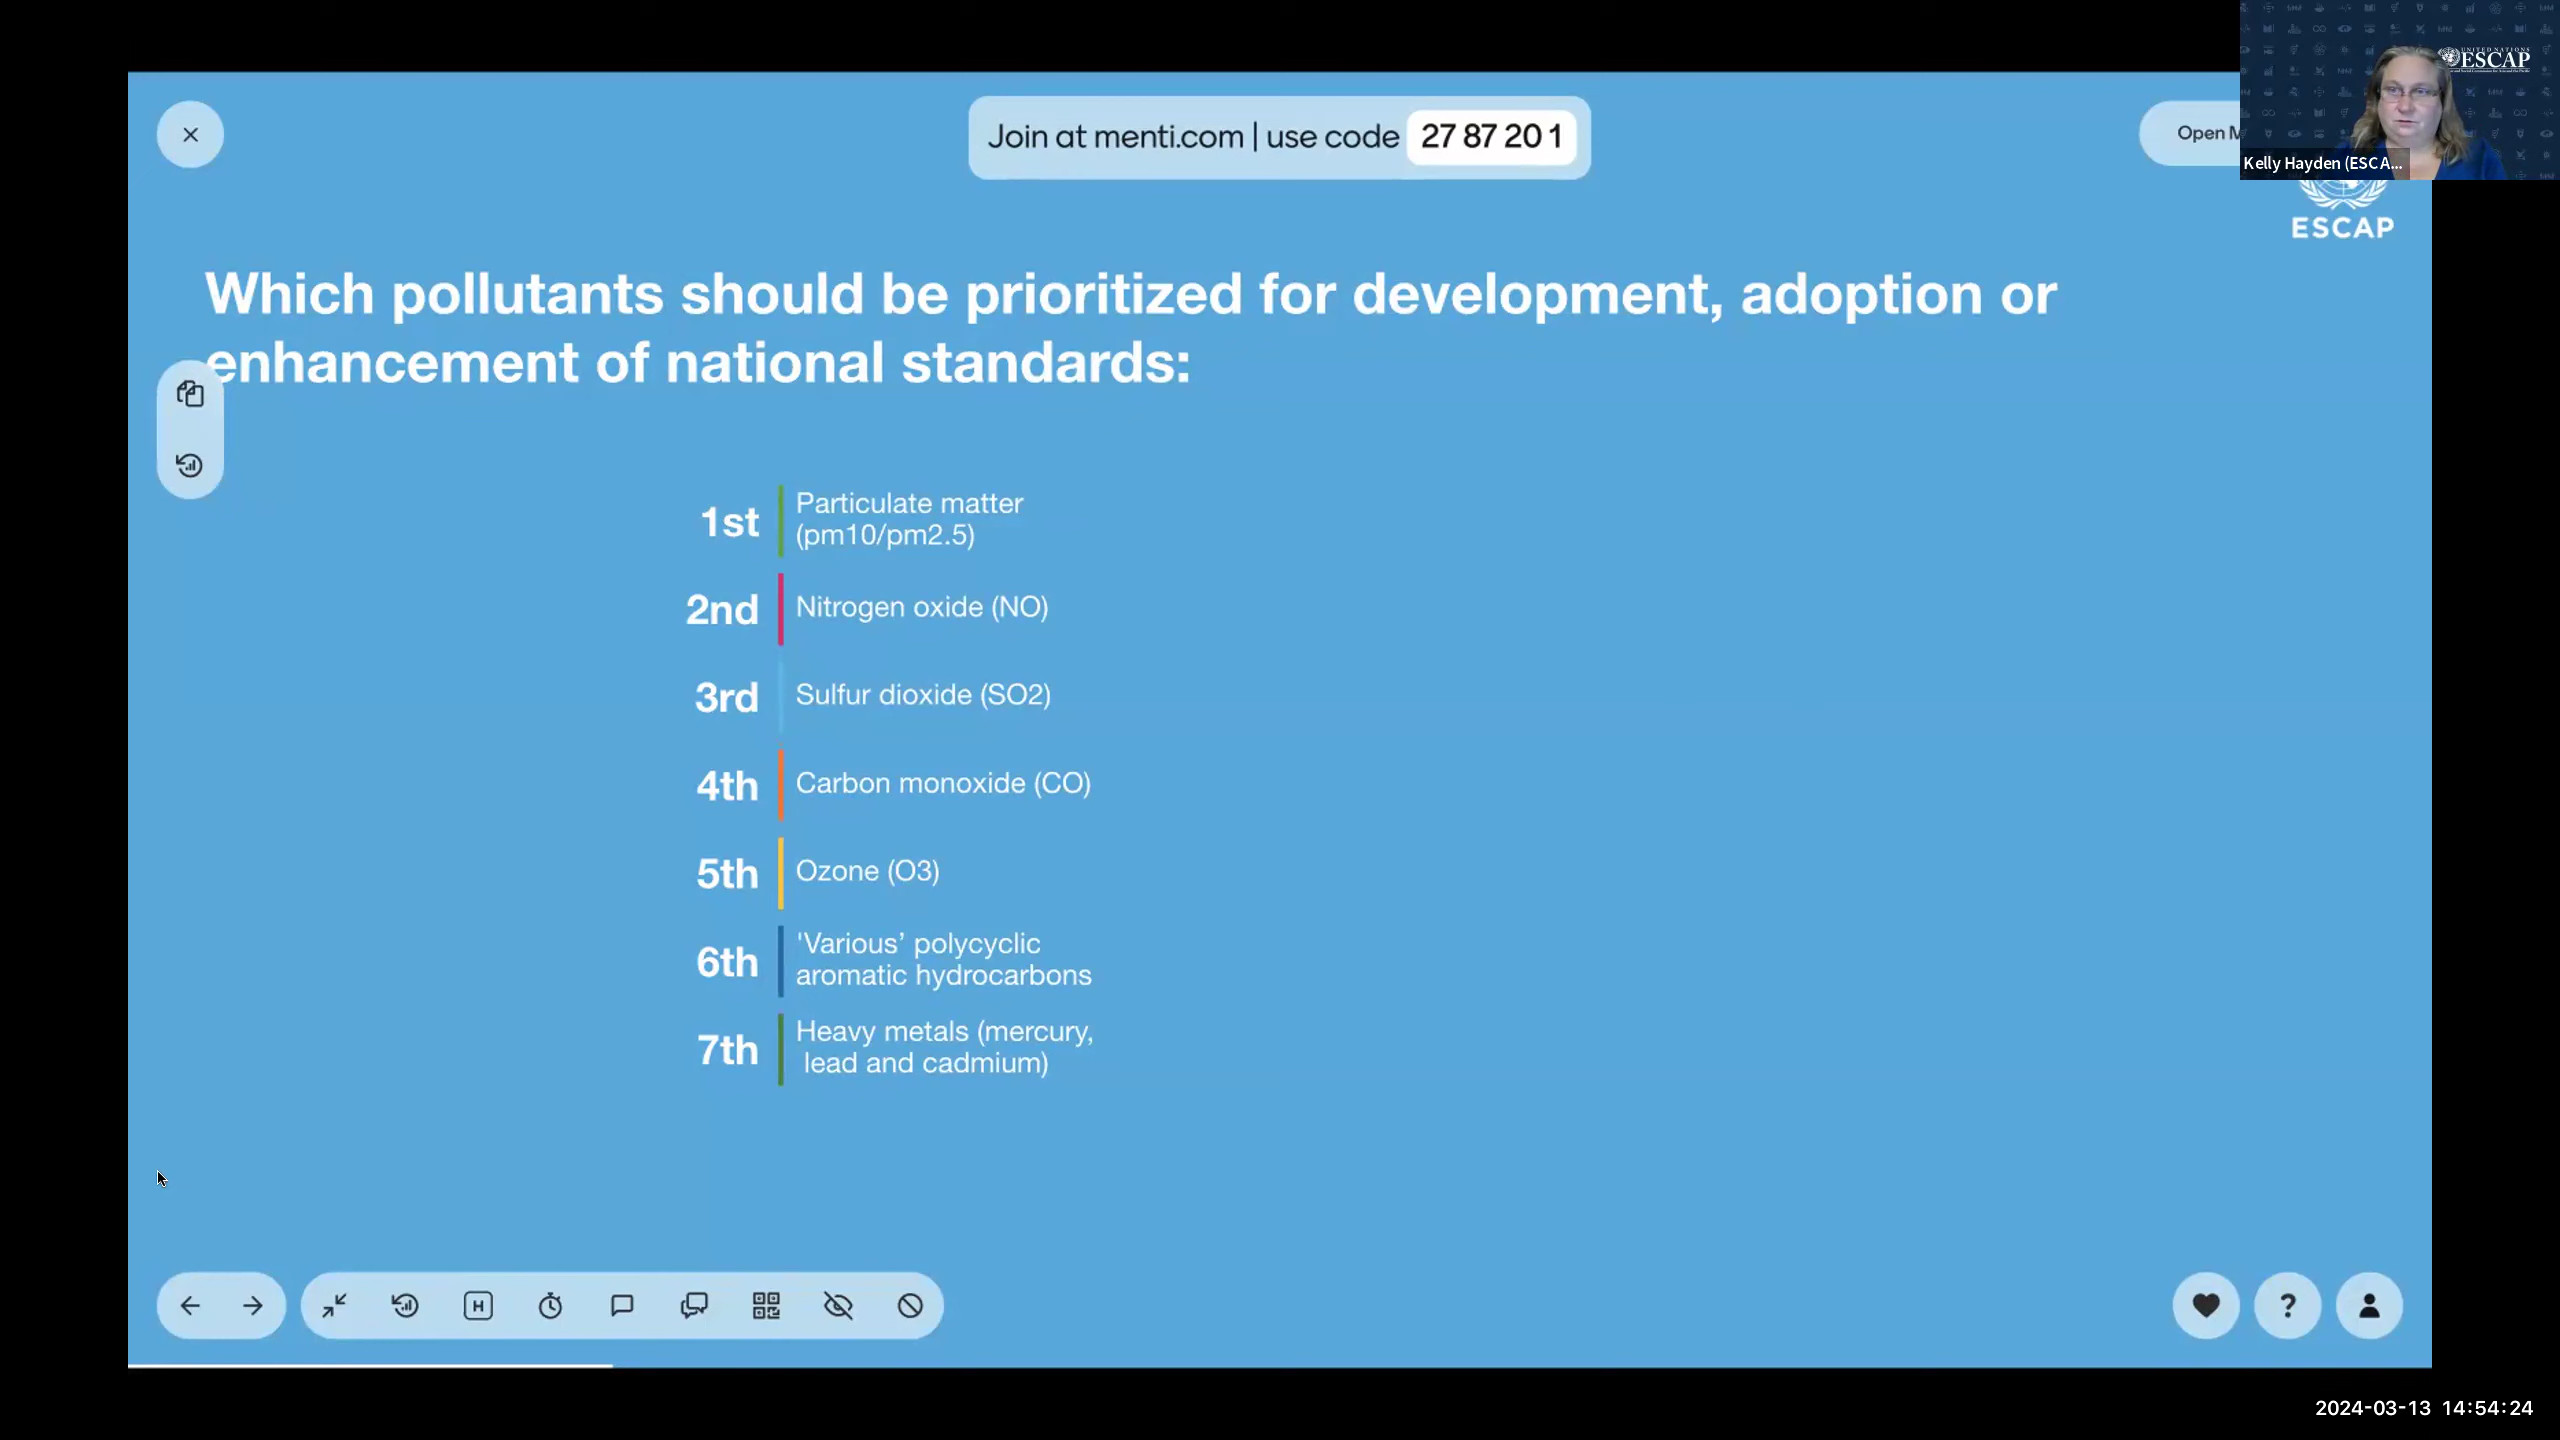 Join at menti.com | use code 27 87 20 1
Open M
UNITED NATIONS
ESCAP
Kelly Hayden (ESCA...
ESCAP
Which pollutants should be prioritized for development, adoption or
enhancement of national standards:
1st Particulate matter
(pm10/pm2.5)
2nd Nitrogen oxide (NO)
3rd Sulfur dioxide (SO2)
4th Carbon monoxide (CO)
5th Ozone (O3)
6th 'Various’ polycyclic
aromatic hydrocarbons
7th Heavy metals (mercury,
lead and cadmium)
H
?
2024-03-13 14:54:24